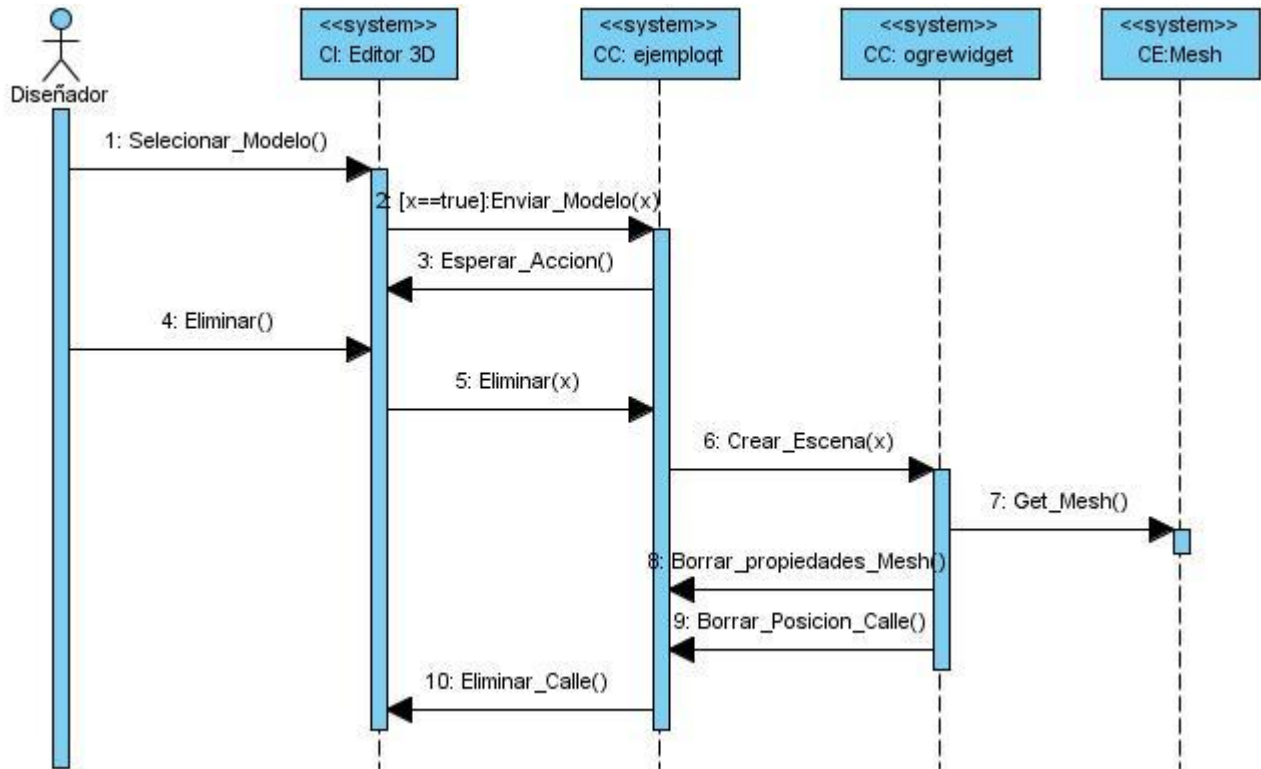 <<system>>
CI: Editor 3D
<<system>>
CC: ejemploqt
<<system>>
CC: ogrewidget
<<system>>
CE:Mesh
Diseñador
1: Selecionar_Modelo()
2: [x==true]:Enviar_Modelo(x)
3: Esperar_Accion()
4: Eliminar()
5: Eliminar(x)
6: Crear_Escena(x)
7: Get_Mesh()
8: Borrar_propiedades_Mesh()
9: Borrar_Posicion_Calle()
10: Eliminar_Calle()